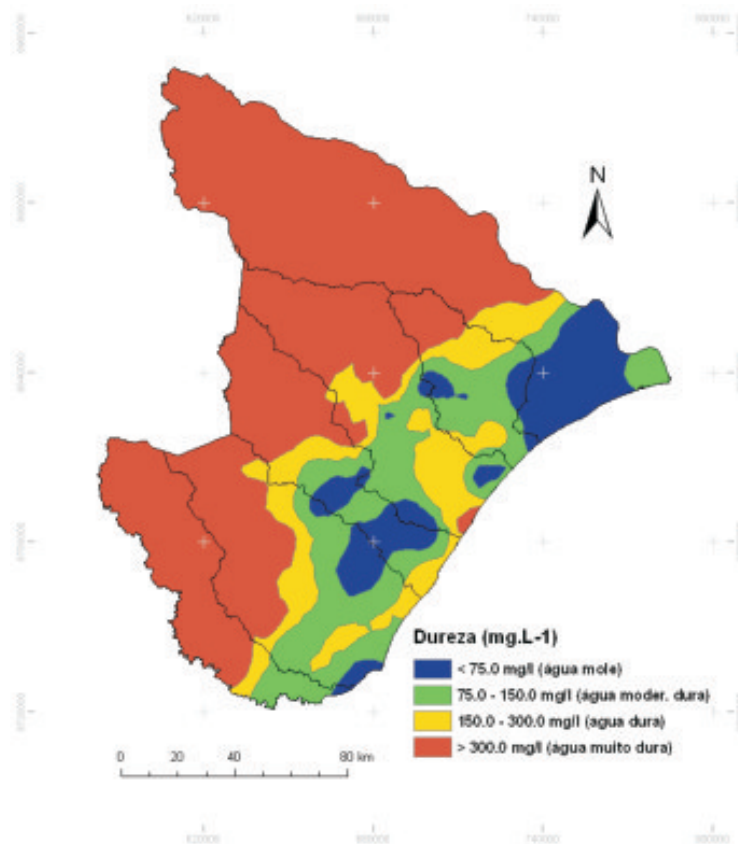 N
Dureza (mg.L-1)
< 75.0 mg/l (água mole)
75.0 - 150.0 mg/l (água moder. dura)
150.0 - 300.0 mg/l (agua dura)
> 300.0 mg/l (água muito dura)
0 20 40 80 km